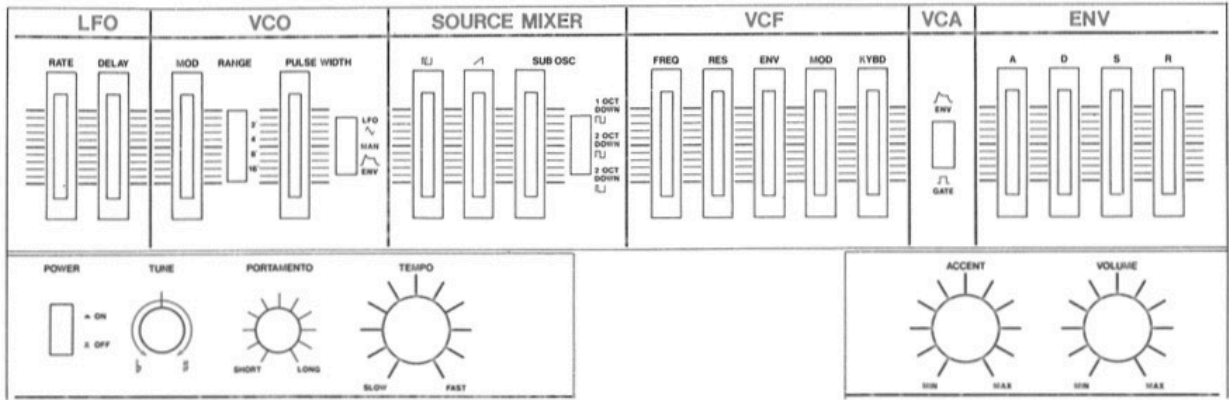 LFO VCO SOURCE MIXER VCF VCA ENV
RATE DELAY MOD RANGE PULSE WIDTH SUB OSC FREQ RES ENV MOD KYBD A D S R
2'
4'
8'
16'
LFO
MAN
ENV
1 OCT
DOWN
2 OCT
DOWN
2 OCT
DOWN
ENV
GATE
POWER TUNE PORTAMENTO TEMPO ACCENT VOLUME
ON
OFF
SHORT LONG
SLOW FAST
MIN MAX MIN MAX